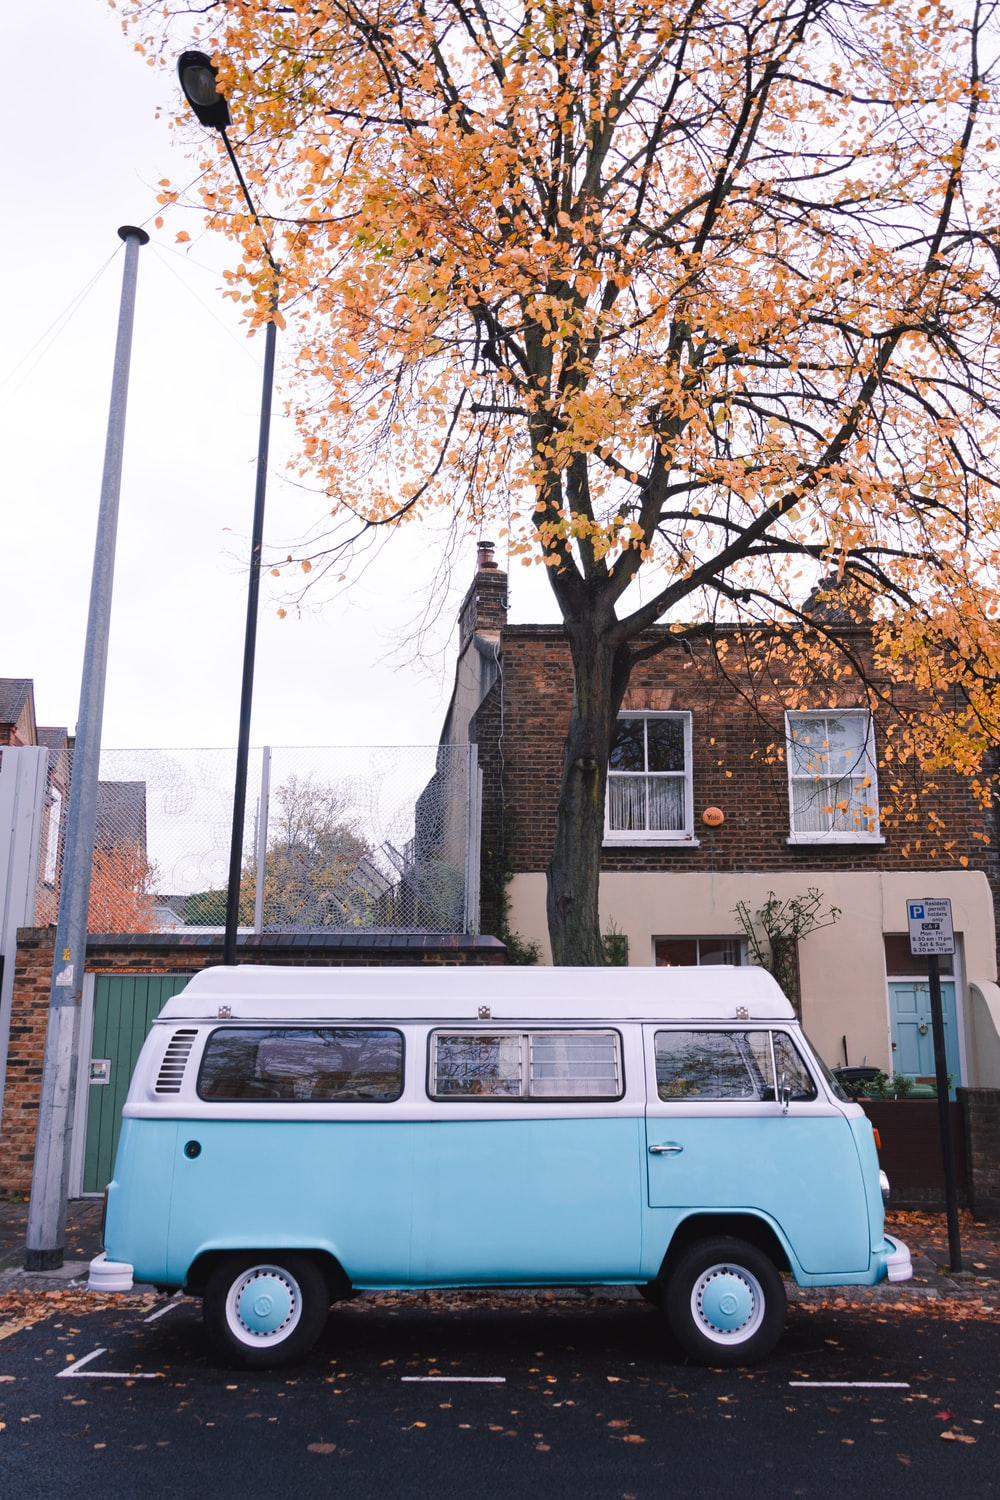 Yale
P Resident
permit
holders only
C&F
Mon - Fri
8.30 am - 11 pm
Sat & Sun
9.30 am - 11 pm